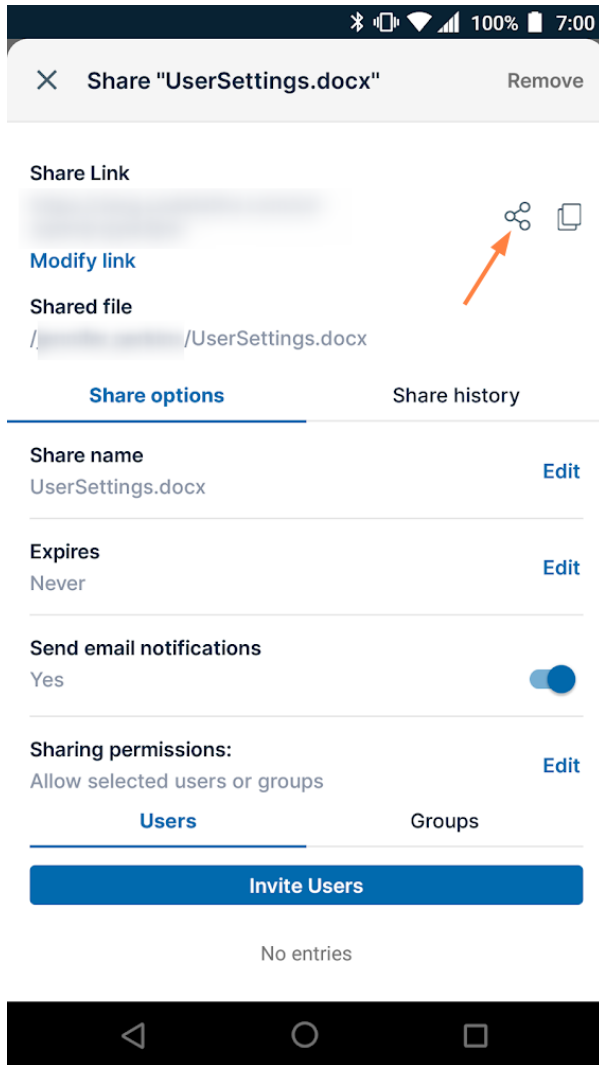 100% 7:00
Share "UserSettings.docx" Remove
Share Link
Modify link
Shared file
/ /UserSettings.docx
Share options Share history
Share name
UserSettings.docx Edit
Expires
Never Edit
Send email notifications
Yes
Sharing permissions:
Allow selected users or groups Edit
Users Groups
Invite Users
No entries